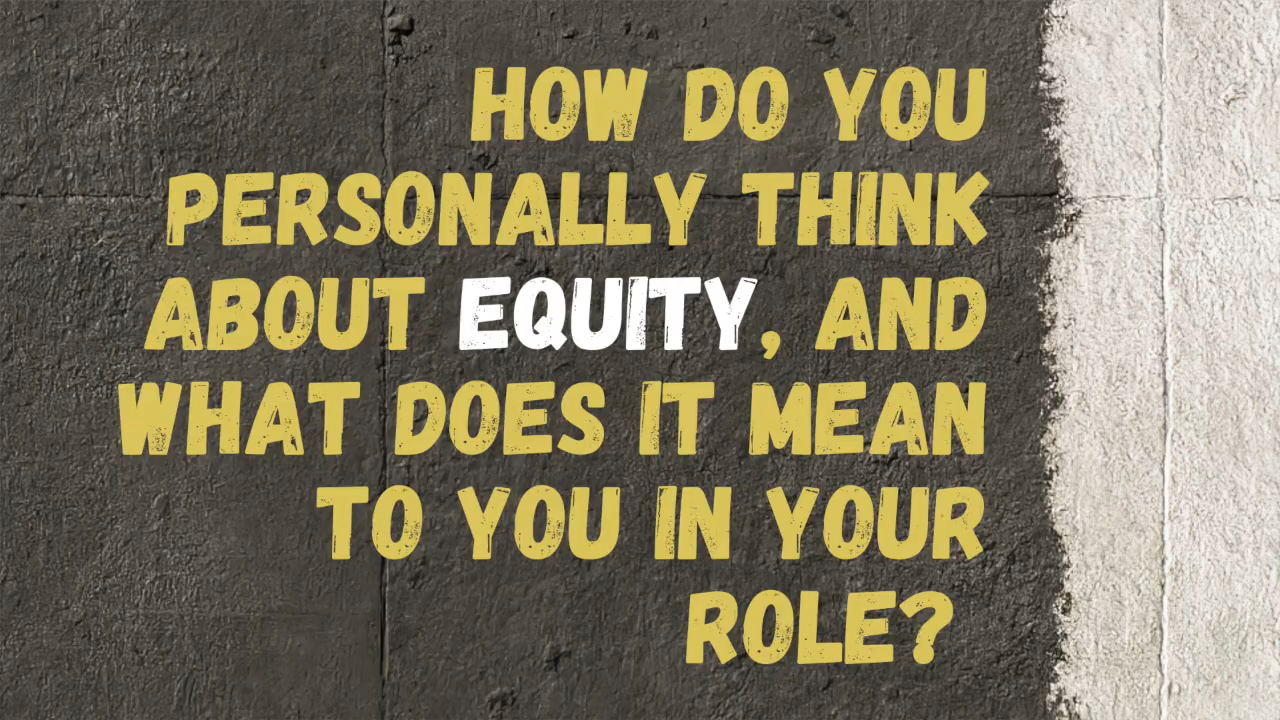 HOW DO YOU
PERSONALLY THINK
ABOUT EQUITY, AND
WHAT DOES IT MEAN
TO YOU IN YOUR
ROLE?